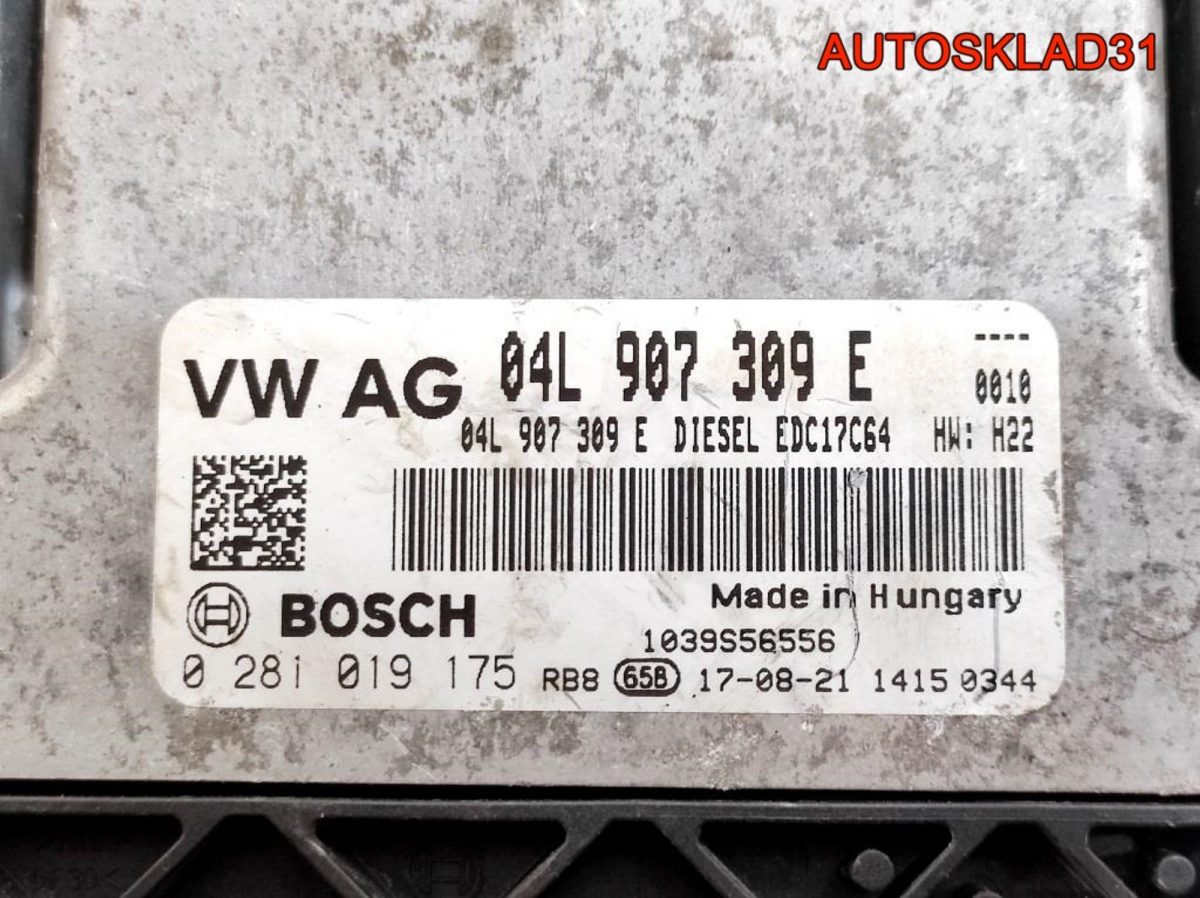 AUTOSKLAD31
VW AG 04L 907 309 E
----
0010
04L 907 309 E DIESEL EDC17C64 HW: H22
Made in Hungary
BOSCH
1039S56556
0 281 019 175 RB8 65B 17-08-21 1415 0344